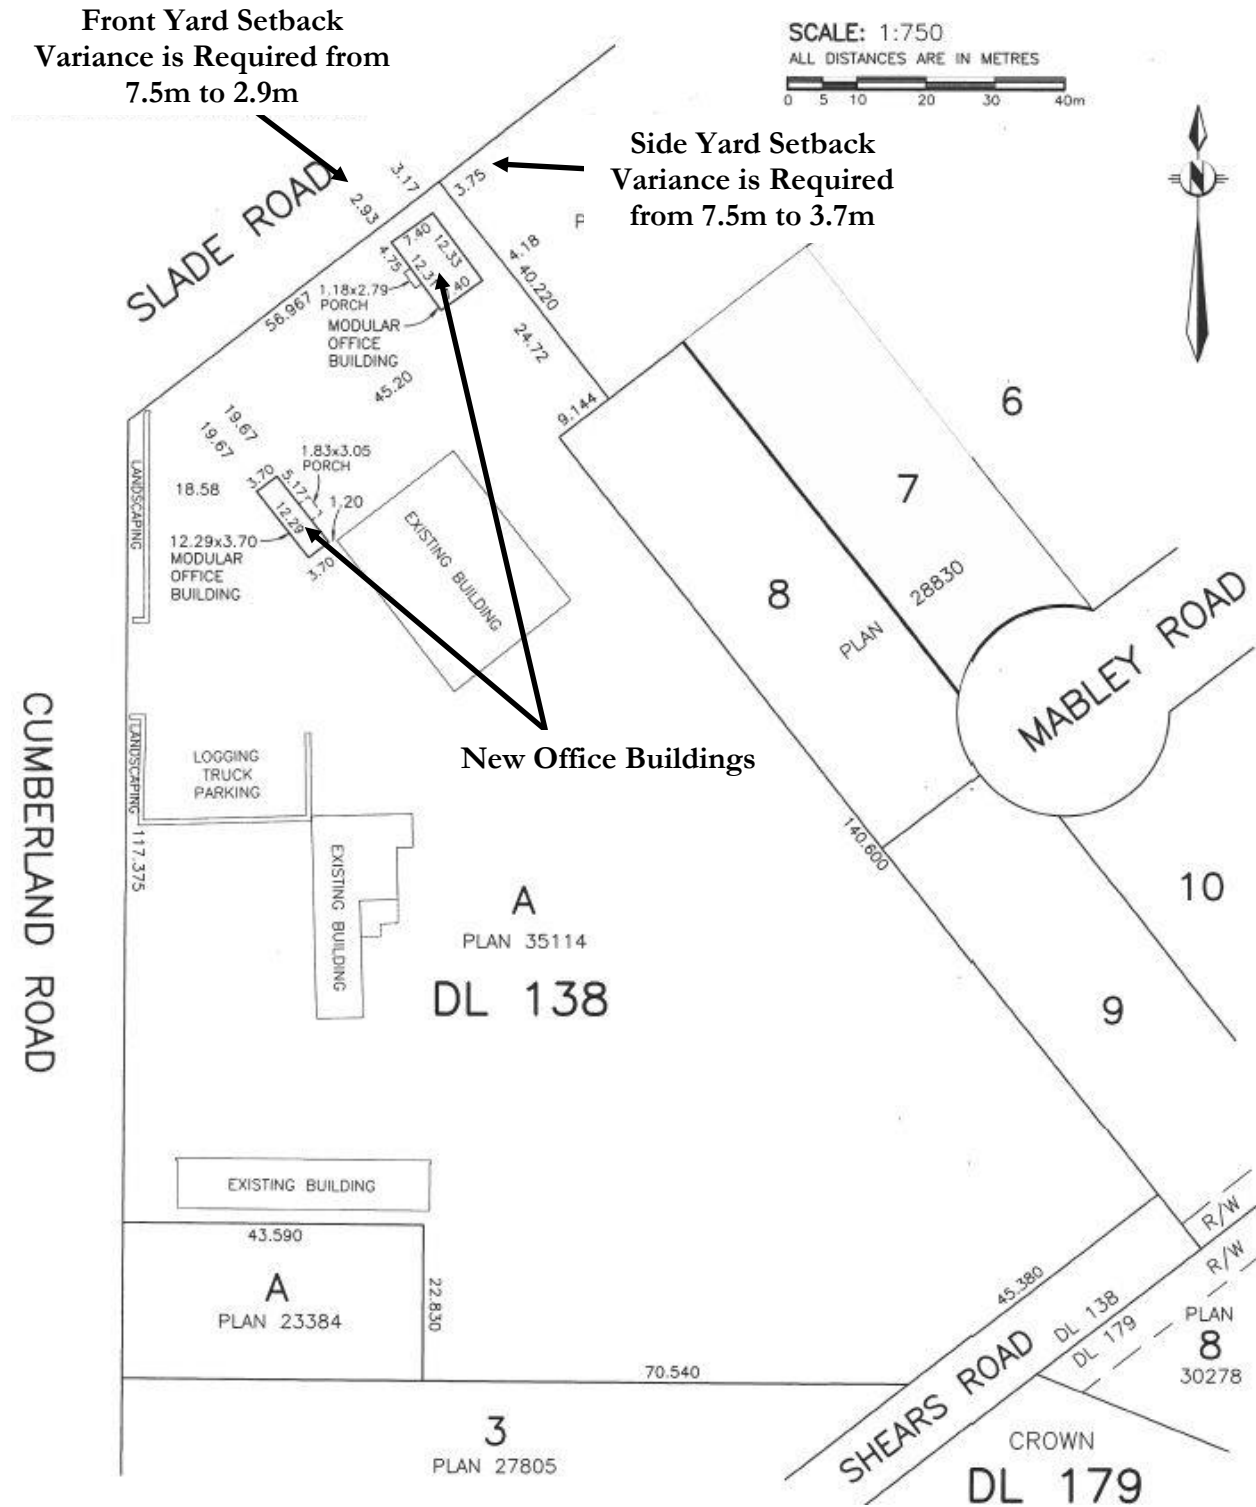 Front Yard Setback
Variance is Required from
7.5m to 2.9m
SCALE: 1:750
ALL DISTANCES ARE IN METRES
0 5 10 20 30 40m
Side Yard Setback
Variance is Required
from 7.5m to 3.7m
N
SLADE ROAD
3.17
2.93
3.75
P
7.40
12.33
4.75
12.31
7.40
4.18
40.220
24.72
1.18x2.79
PORCH
MODULAR
OFFICE
BUILDING
56.967
45.20
9.144
6
7
8
PLAN 28830
MABLEY ROAD
19.67
19.67
18.58
LANDSCAPING
3.70
5.17
1.83x3.05
PORCH
1.20
12.29
3.70
12.29x3.70
MODULAR
OFFICE
BUILDING
EXISTING BUILDING
New Office Buildings
CUMBERLAND ROAD
LANDSCAPING
117.375
LOGGING
TRUCK
PARKING
EXISTING BUILDING
A
PLAN 35114
DL 138
140.600
10
9
EXISTING BUILDING
43.590
A
PLAN 23384
22.830
70.540
45.380
R/W
R/W
DL 138
DL 179
PLAN
8
30278
SHEARS ROAD
3
PLAN 27805
CROWN
DL 179